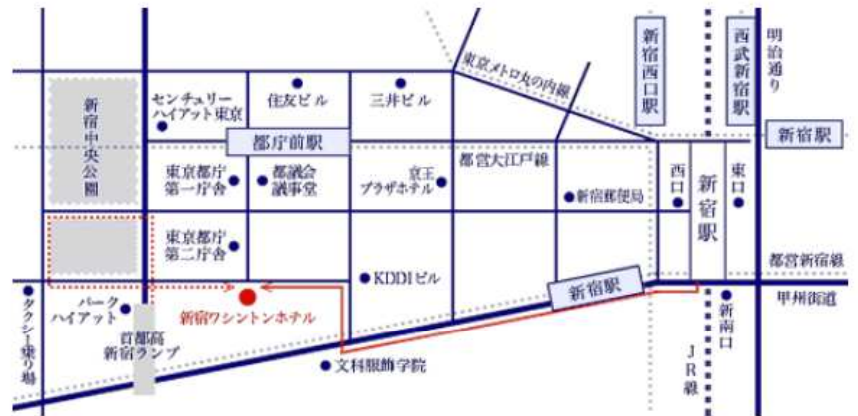 東京メトロ丸の内線
新宿西口駅
西武新宿駅
明治通り
新宿中央公園
センチュリー
ハイアット東京
住友ビル
三井ビル
新宿駅
都庁前駅
東京都庁
第一庁舎
都議会
議事堂
京王
プラザホテル
都営大江戸線
新宿郵便局
西口
新宿駅
東口
東京都庁
第二庁舎
都営新宿線
KDDIビル
新宿駅
甲州街道
タクシー乗り場
パーク
ハイアット
新宿ワシントンホテル
首都高
新宿ランプ
文科服飾学院
JR線
新南口